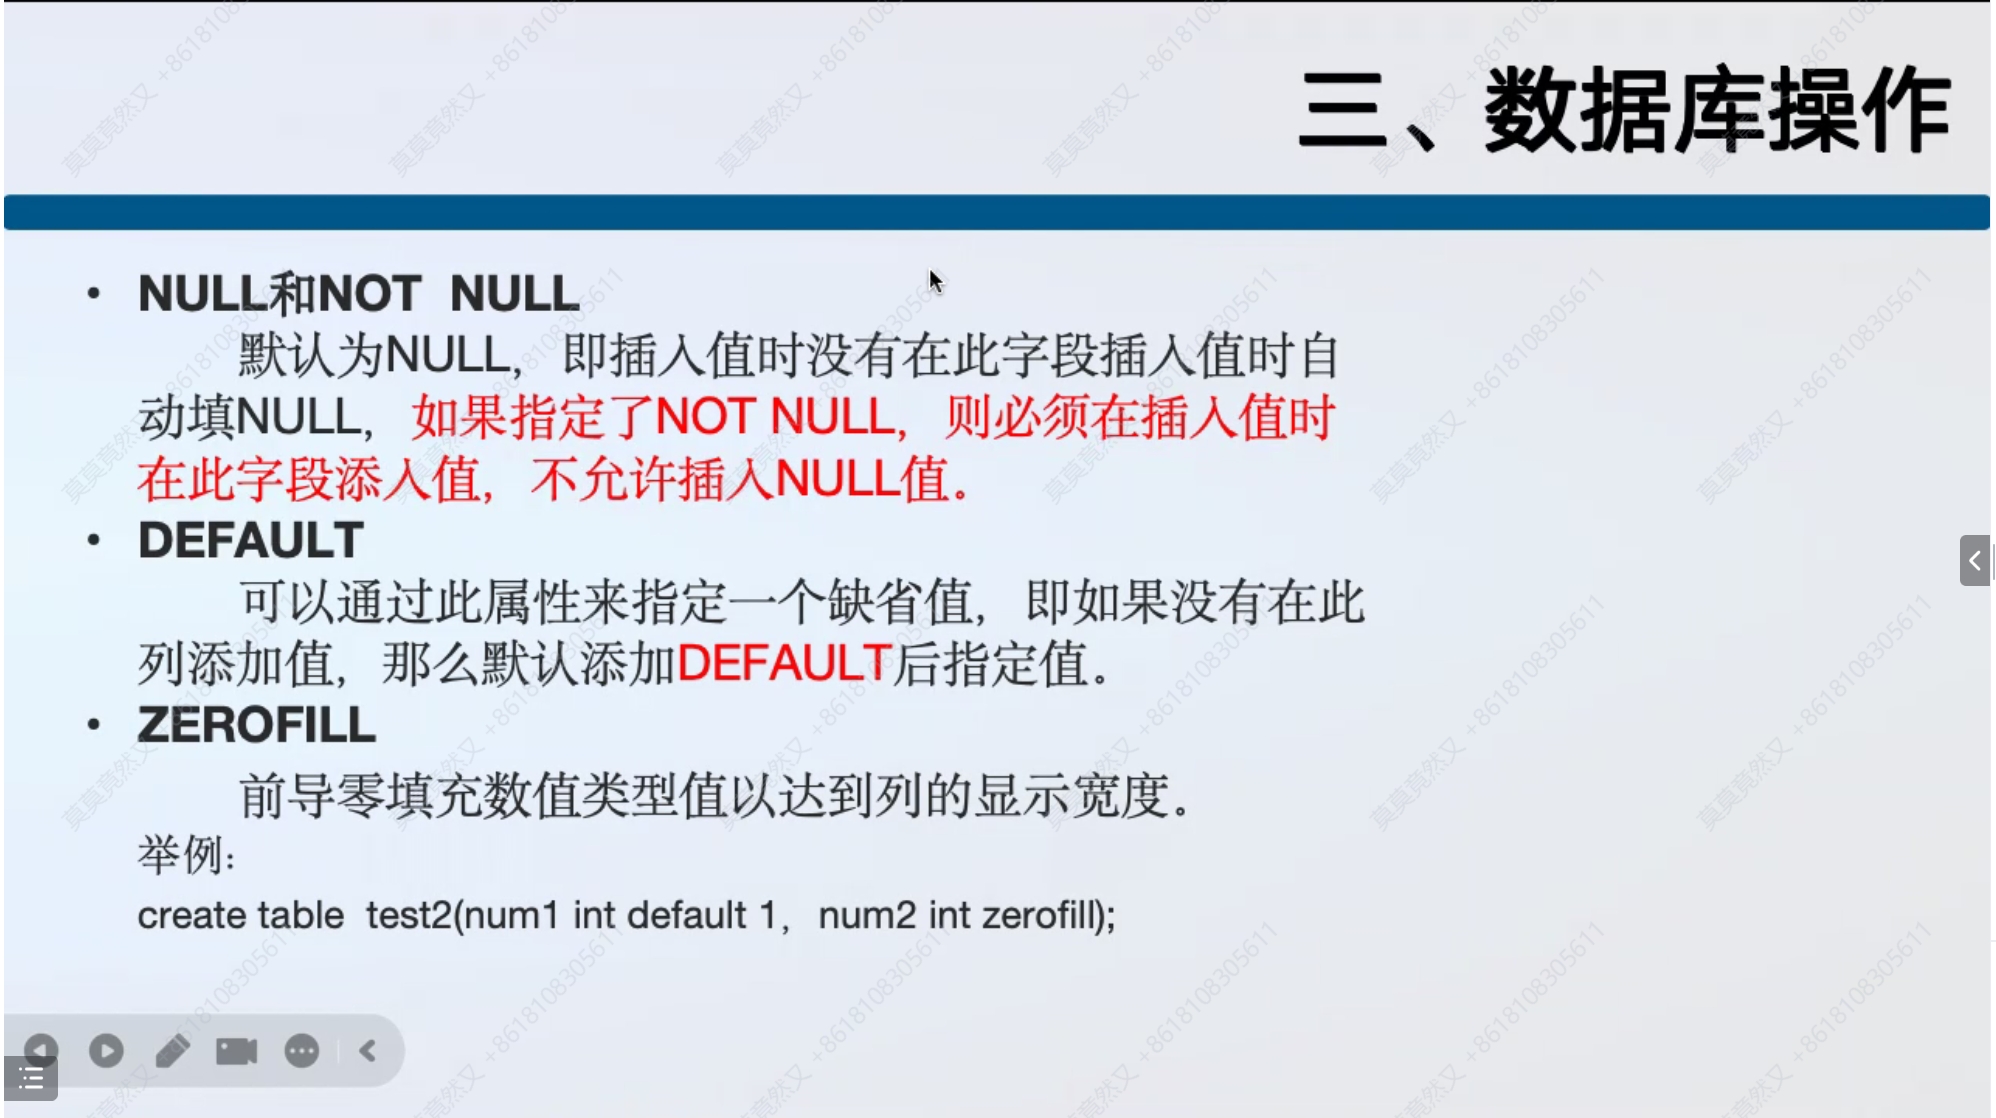 三、数据库操作
• NULL和NOT  NULL
默认为NULL，即插入值时没有在此字段插入值时自
动填NULL，如果指定了NOT NULL，则必须在插入值时
在此字段添入值，不允许插入NULL值。
• DEFAULT
可以通过此属性来指定一个缺省值，即如果没有在此
列添加值，那么默认添加DEFAULT后指定值。
• ZEROFILL
前导零填充数值类型值以达到列的显示宽度。
举例：
create table  test2(num1 int default 1，num2 int zerofill);
莫莫竟然又 +8618108305611